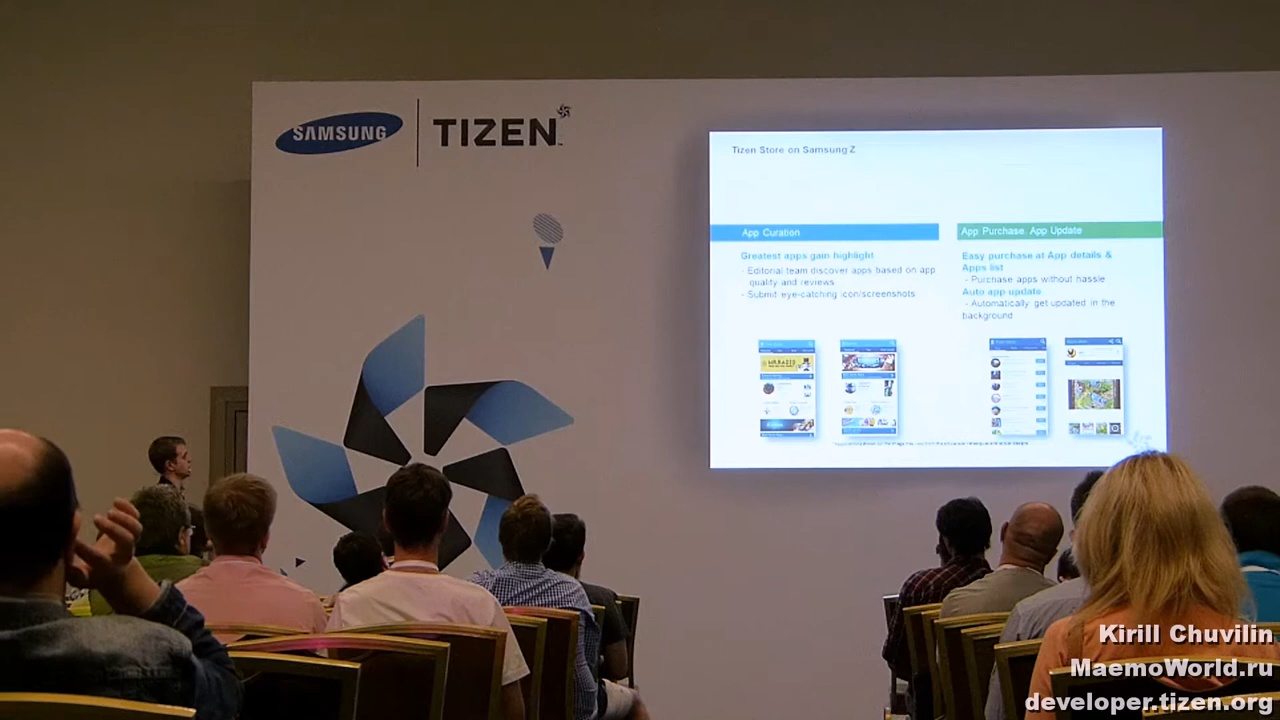 SAMSUNG
TIZEN™
Tizen Store on Samsung Z
App Curation
Greatest apps gain highlight
- Editorial team discover apps based on app
quality and reviews
- Submit eye-catching icon/screenshots
App Purchase. App Update
Easy purchase at App details &
Apps list
- Purchase apps without hassle
Auto app update
- Automatically get updated in the
background
Kirill Chuvilin
MaemoWorld.ru
developer.tizen.org